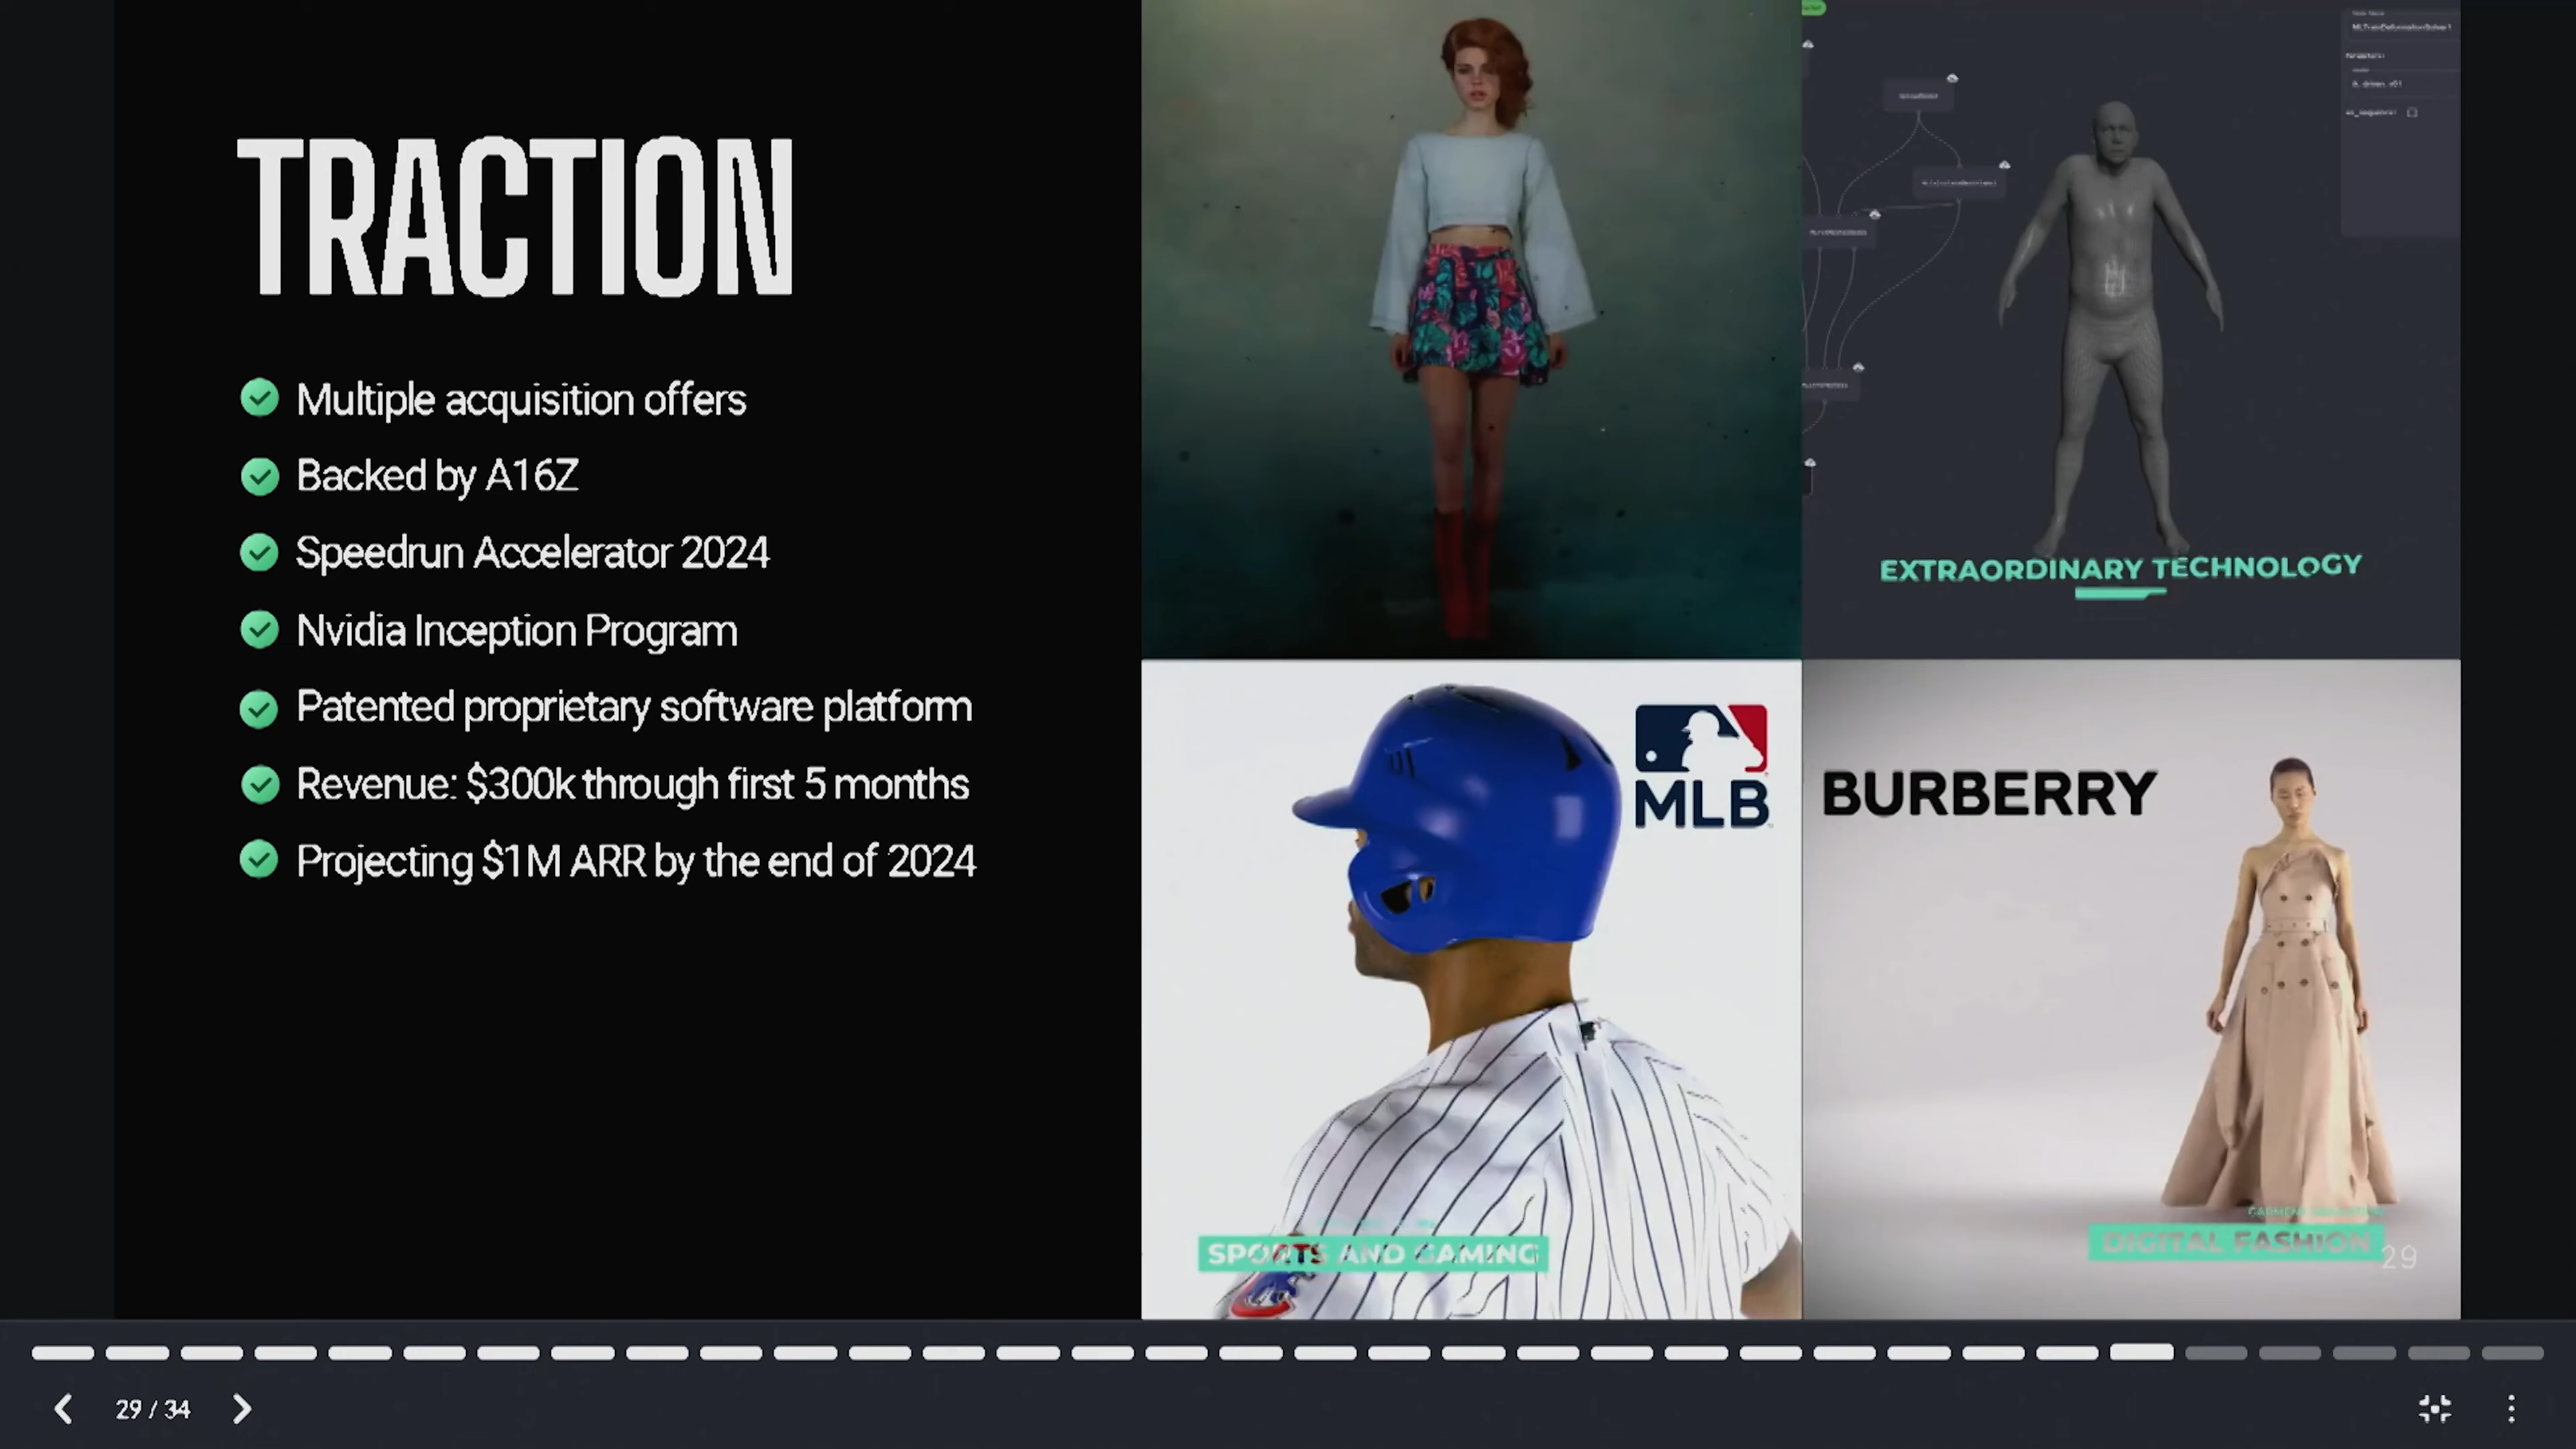 TRACTION
Multiple acquisition offers
Backed by A16Z
Speedrun Accelerator 2024
Nvidia Inception Program
Patented proprietary software platform
Revenue: $300k through first 5 months
Projecting $1M ARR by the end of 2024
EXTRAORDINARY TECHNOLOGY
MLB
SPORTS AND GAMING
BURBERRY
DIGITAL FASHION
29
29 / 34